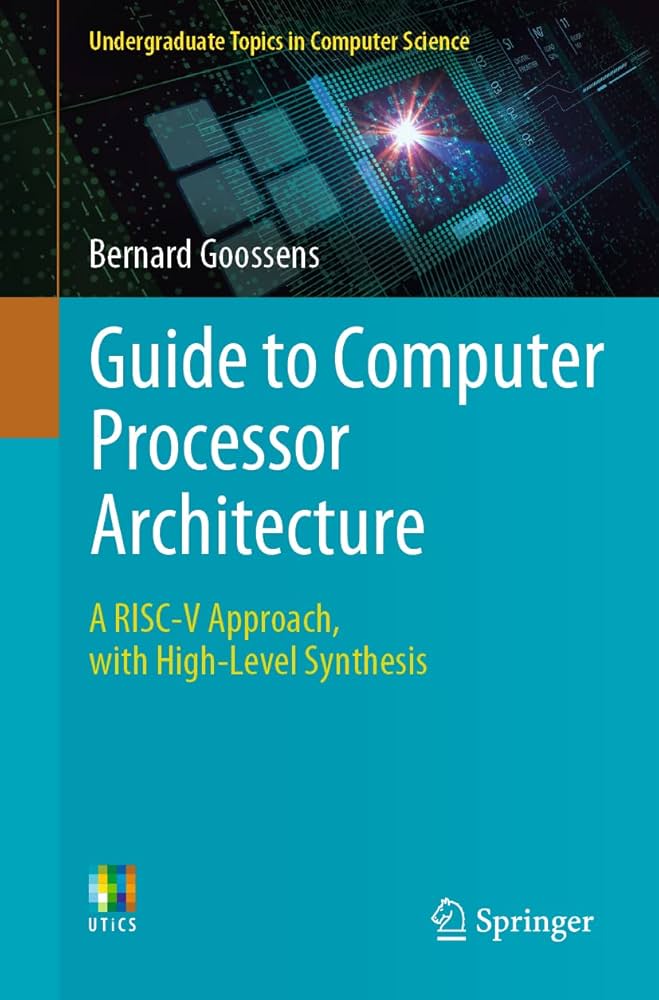 Undergraduate Topics in Computer Science
Bernard Goossens
Guide to Computer
Processor
Architecture
A RISC-V Approach,
with High-Level Synthesis
UTiCS
Springer